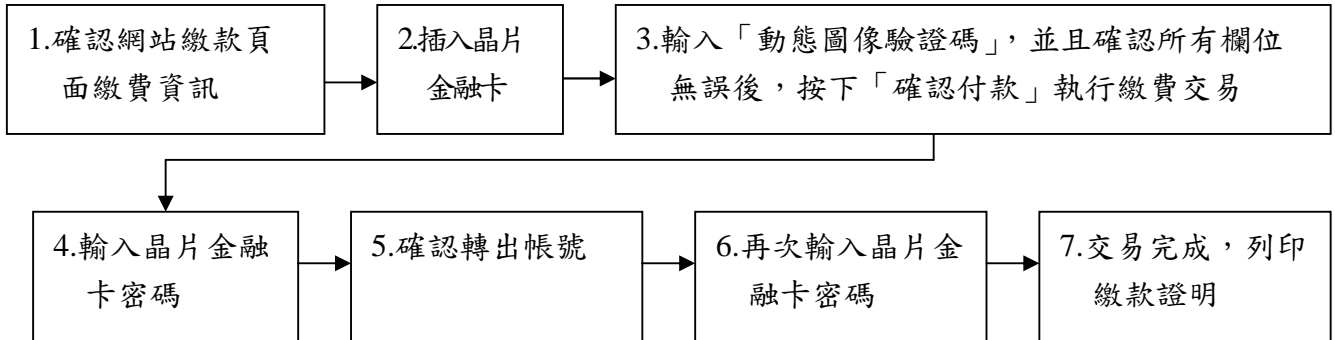 1.確認網站繳款頁
面繳費資訊
2.插入晶片
金融卡
3.輸入「動態圖像驗證碼」，並且確認所有欄位
無誤後，按下「確認付款」執行繳費交易
4.輸入晶片金融
卡密碼
5.確認轉出帳號
6.再次輸入晶片金
融卡密碼
7.交易完成，列印
繳款證明